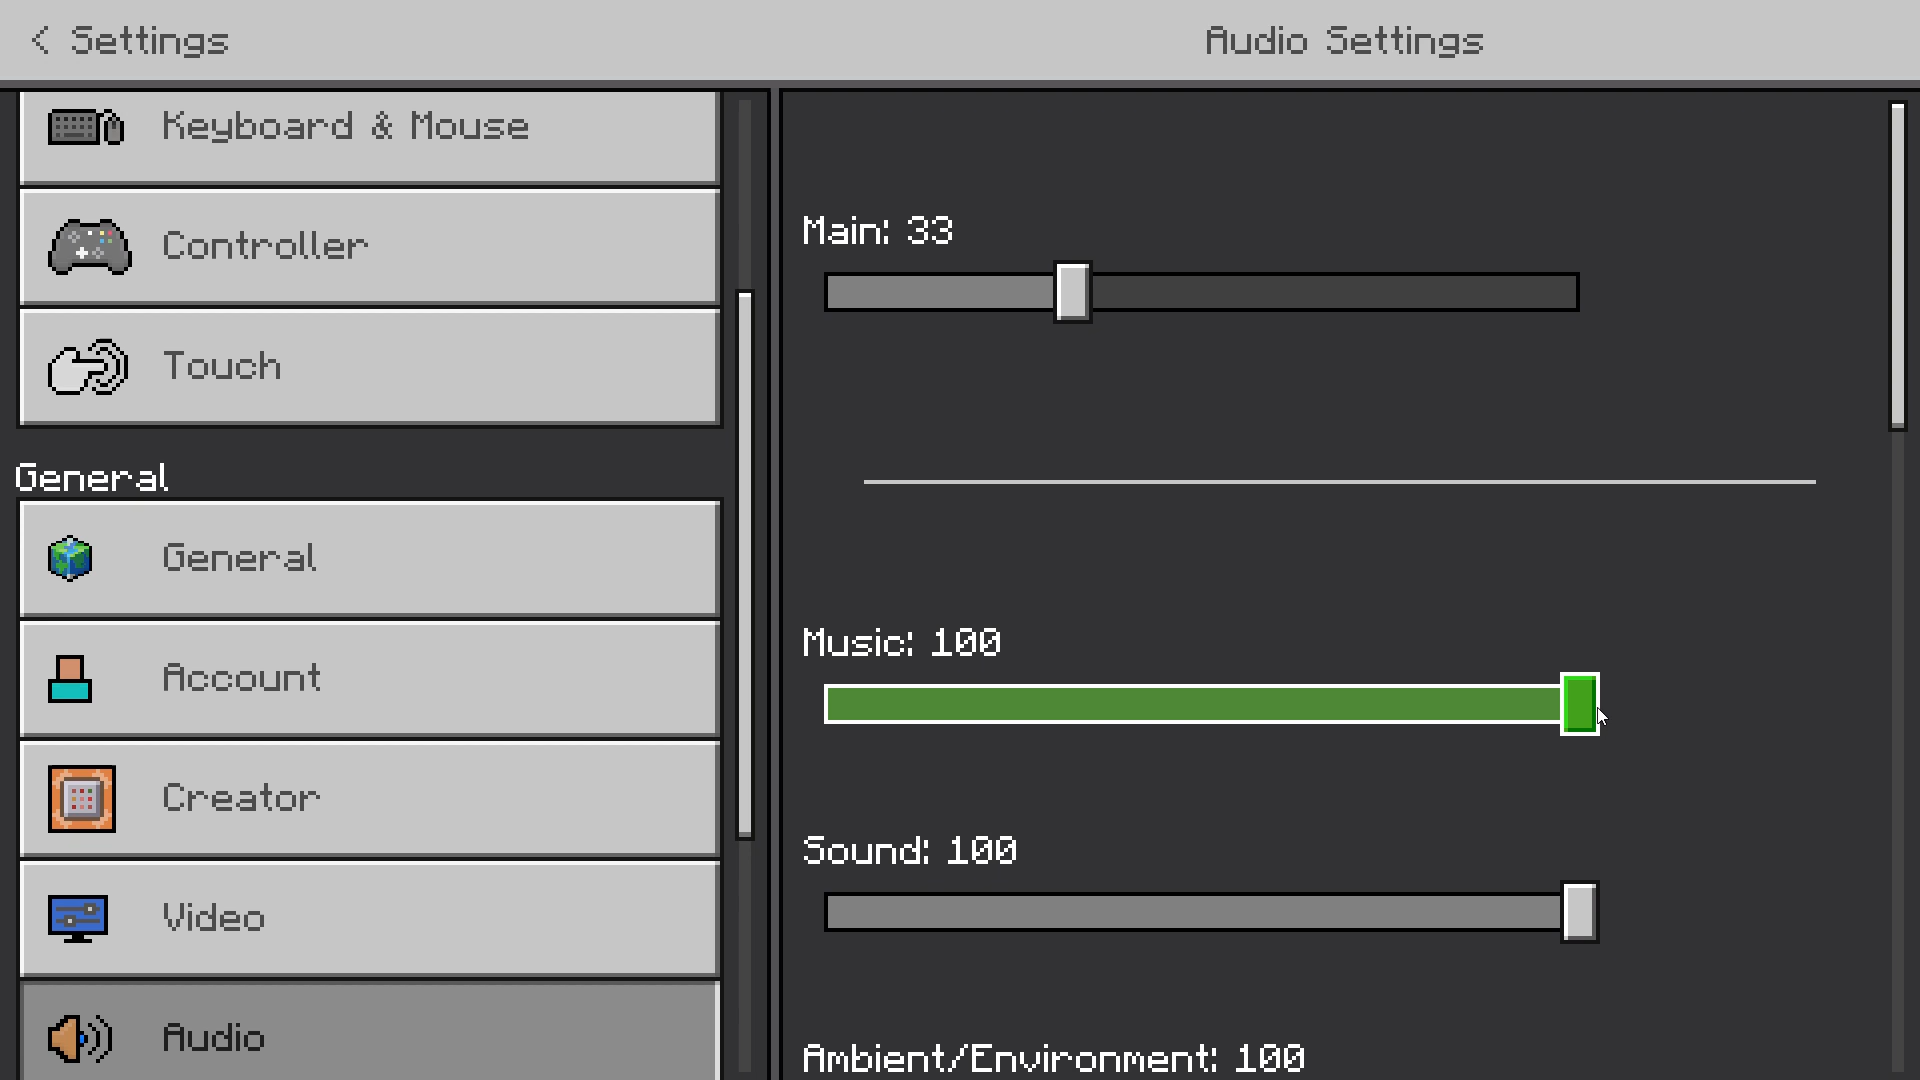 Settings
Audio Settings
Keyboard & Mouse
Controller
Touch
General
General
Account
Creator
Video
Audio
Main: 33
Music: 100
Sound: 100
Ambient/Environment: 100